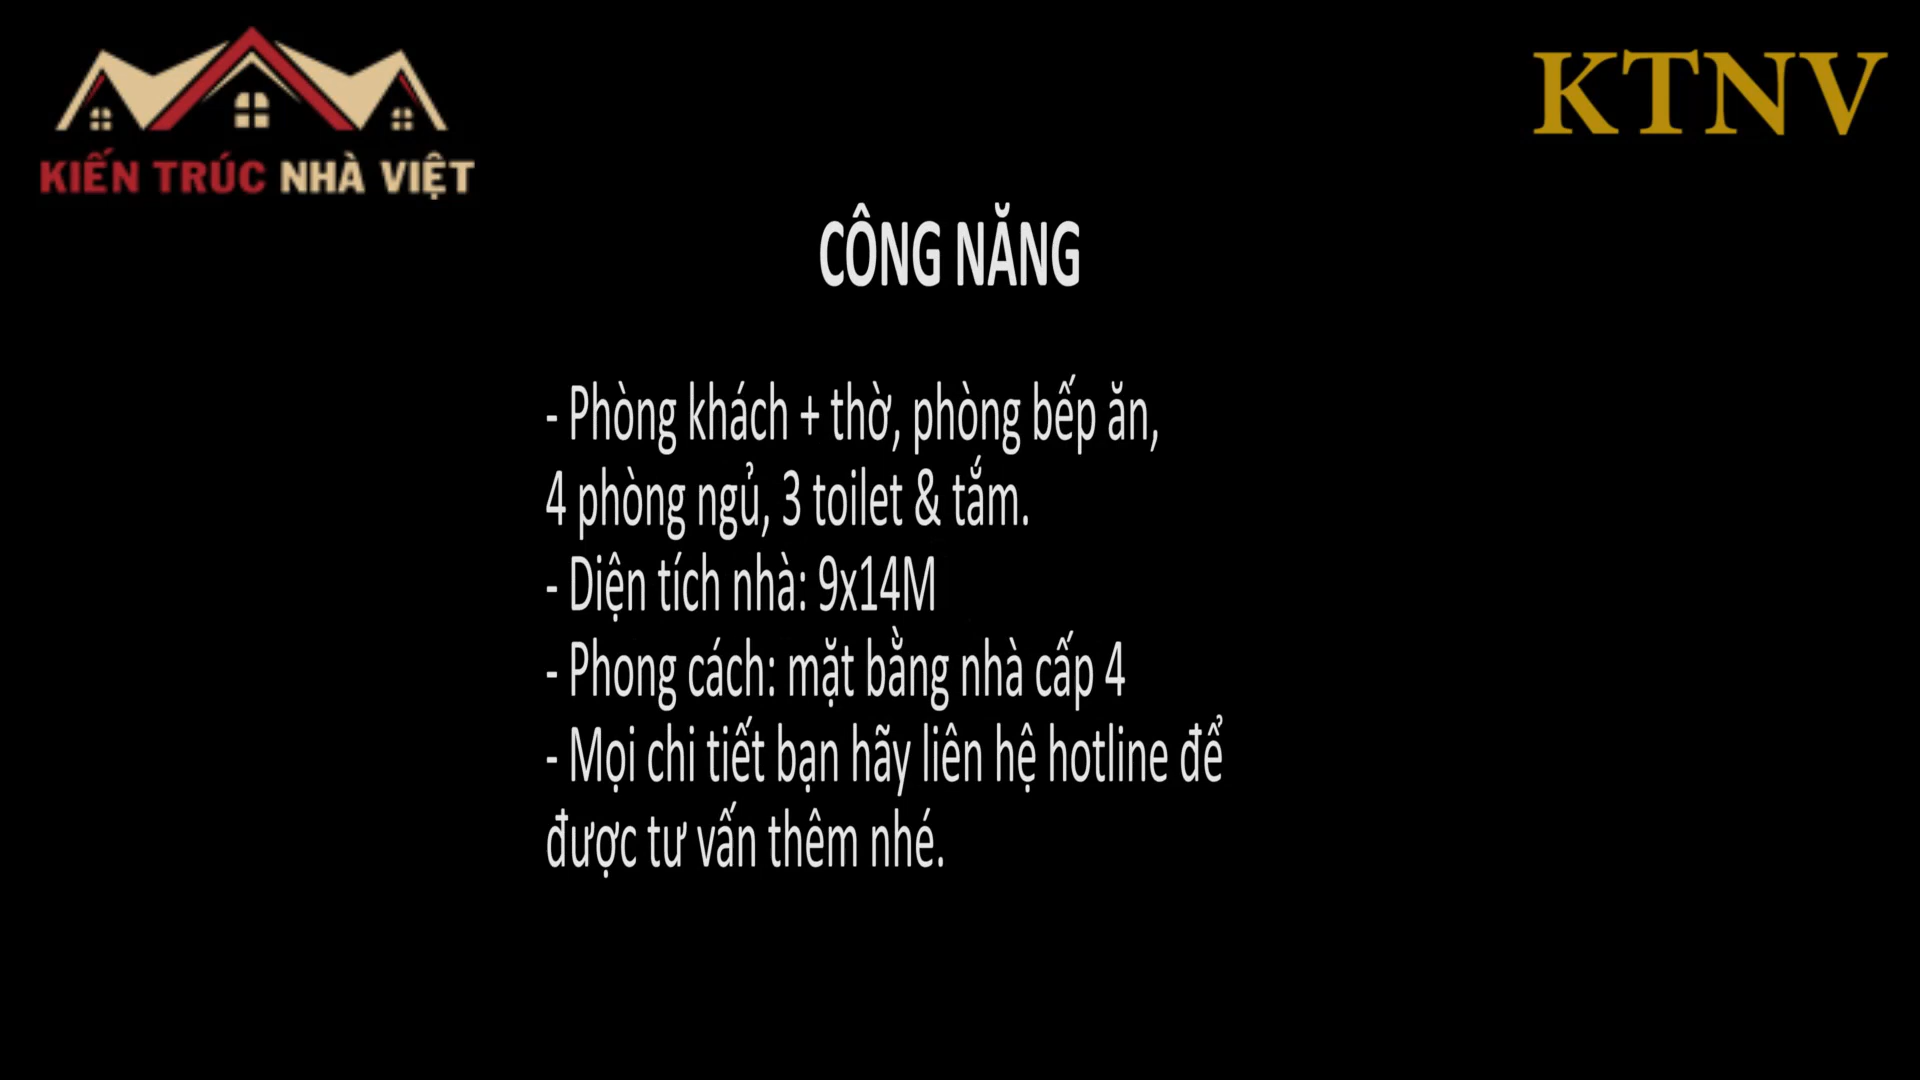 KIẾN TRÚC NHÀ VIỆT
KTNV
CÔNG NĂNG
- Phòng khách + thờ, phòng bếp ăn,
4 phòng ngủ, 3 toilet & tắm.
- Diện tích nhà: 9x14M
- Phong cách: mặt bằng nhà cấp 4
- Mọi chi tiết bạn hãy liên hệ hotline để
được tư vấn thêm nhé.